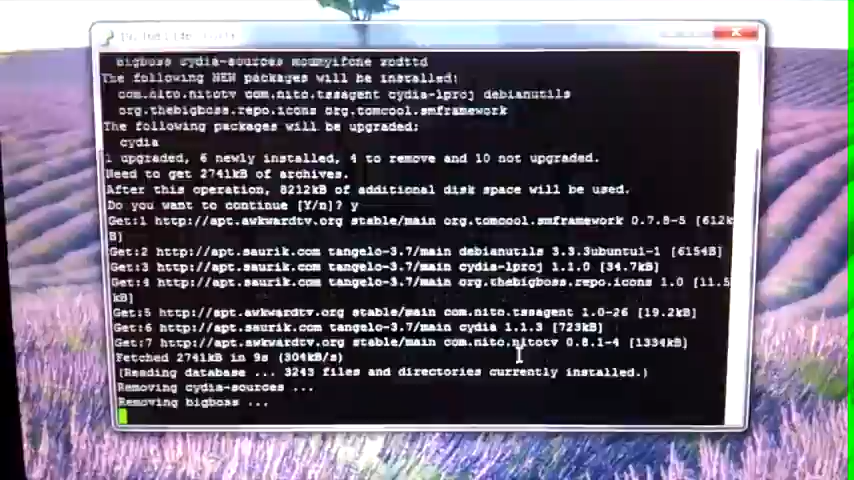 bigboss cydia-sources modmyifone zodttd
The following NEW packages will be installed:
com.nito.nitotv com.nito.tssagent cydia-lproj debianutils
org.thebigboss.repo.icons org.tomcool.smframework
The following packages will be upgraded:
cydia
1 upgraded, 6 newly installed, 4 to remove and 10 not upgraded.
Need to get 2741kB of archives.
After this operation, 8212kB of additional disk space will be used.
Do you want to continue [Y/n]? y
Get:1 http://apt.awkwardtv.org stable/main org.tomcool.smframework 0.7.8-5 [612k
B]
Get:2 http://apt.saurik.com tangelo-3.7/main debianutils 3.3.3ubuntu1-1 [6154B]
Get:3 http://apt.saurik.com tangelo-3.7/main cydia-lproj 1.1.0 [34.7kB]
Get:4 http://apt.saurik.com tangelo-3.7/main org.thebigboss.repo.icons 1.0 [11.5
kB]
Get:5 http://apt.awkwardtv.org stable/main com.nito.tssagent 1.0-26 [19.2kB]
Get:6 http://apt.saurik.com tangelo-3.7/main cydia 1.1.3 [723kB]
Get:7 http://apt.awkwardtv.org stable/main com.nito.nitotv 0.8.1-4 [1334kB]
Fetched 2741kB in 9s (304kB/s)
(Reading database ... 3243 files and directories currently installed.)
Removing cydia-sources ...
Removing bigboss ...